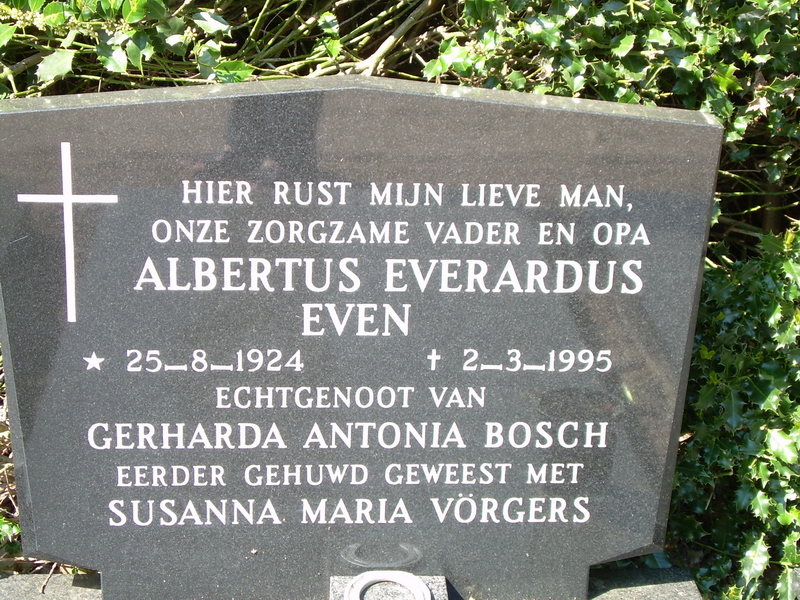 HIER RUST MIJN LIEVE MAN,
ONZE ZORGZAME VADER EN OPA
ALBERTUS EVERARDUS
EVEN
★ 25-8-1924 † 2-3-1995
ECHTGENOOT VAN
GERHARDA ANTONIA BOSCH
EERDER GEHUWD GEWEEST MET
SUSANNA MARIA VÖRGERS